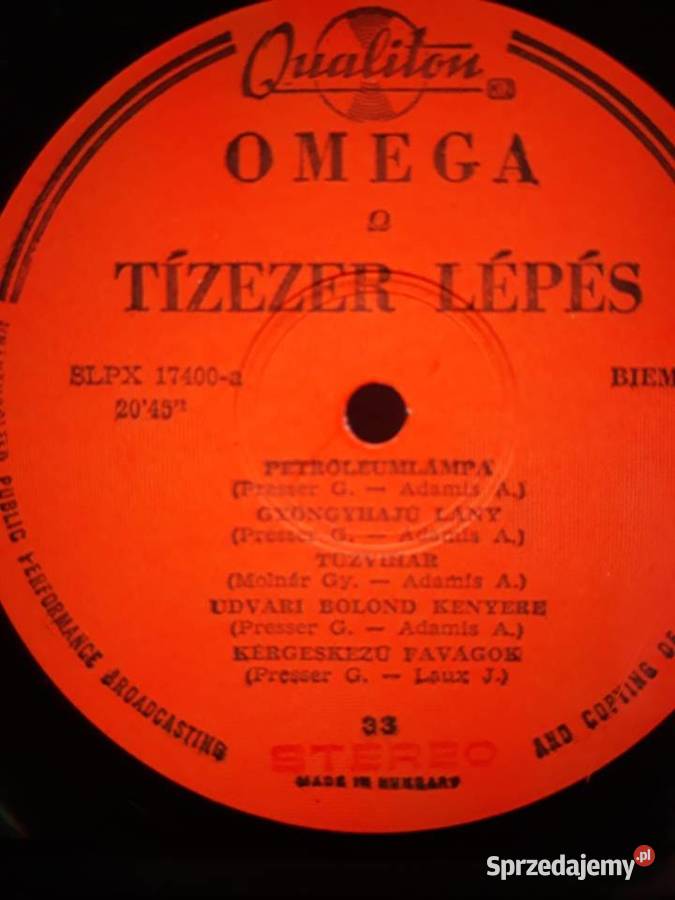 Qualiton
OMEGA
Ω
TÍZEZER LÉPÉS
SLPX 17400-a
20'45"
BIEM
PETRÓLEUMLÁMPA
(Presser G. — Adamis A.)
GYÖNGYHAJÚ LÁNY
(Presser G. — Adamis A.)
TŰZVIHAR
(Molnár Gy. — Adamis A.)
UDVARI BOLOND KENYERE
(Presser G. — Adamis A.)
KÉRGESKEZŰ FAVÁGÓK
(Presser G. — Laux J.)
33
STEREO
MADE IN HUNGARY
PUBLIC PERFORMANCE BROADCASTING
AND COPYING OF
Sprzedajemy.pl